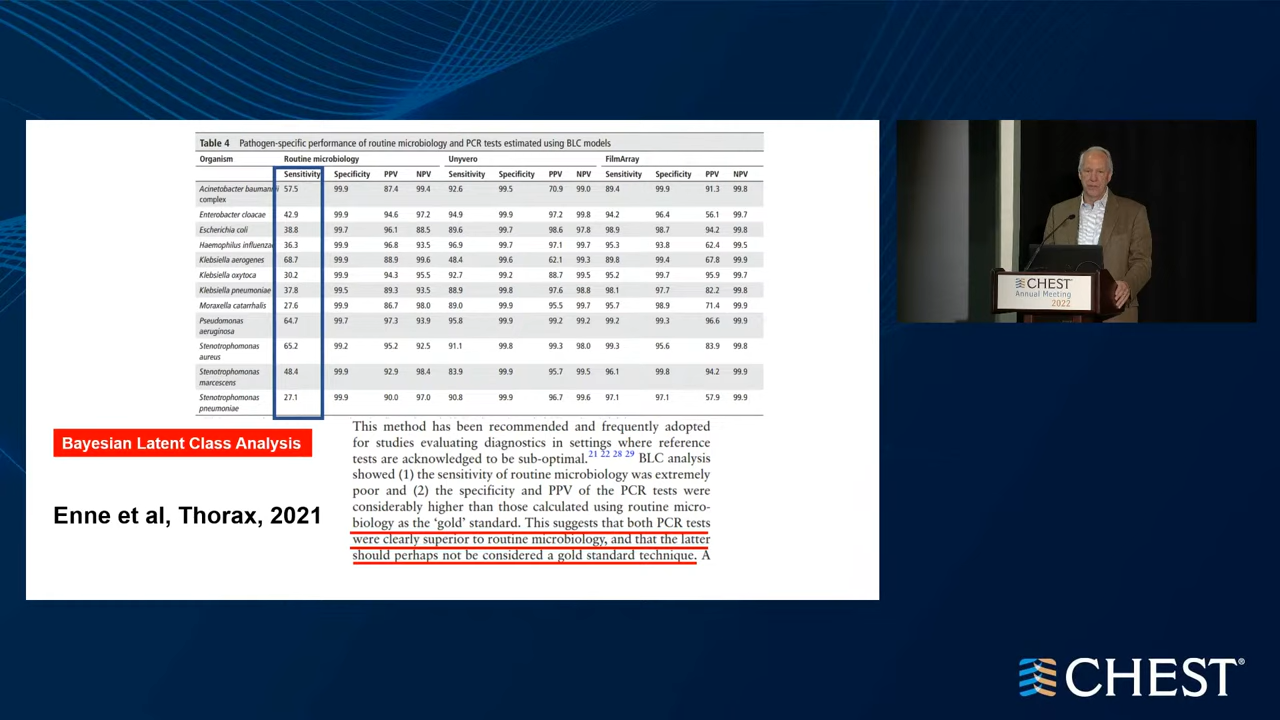 Table 4 Pathogen-specific performance of routine microbiology and PCR tests estimated using BLC models
Organism Routine microbiology Unyvero FilmArray
Sensitivity Specificity PPV NPV Sensitivity Specificity PPV NPV Sensitivity Specificity PPV NPV
Acinetobacter baumannii 57.5 99.9 87.4 99.4 92.6 99.5 70.9 99.0 89.4 99.9 91.3 99.8
complex
Enterobacter cloacae 42.9 99.9 94.6 97.2 94.9 99.9 97.2 99.8 94.2 96.4 56.1 99.7
Escherichia coli 38.8 99.7 96.1 88.5 89.6 99.7 98.6 97.8 98.9 98.7 94.2 99.8
Haemophilus influenzae 36.3 99.9 96.8 93.5 96.9 99.7 97.1 99.7 95.3 93.8 62.4 99.5
Klebsiella aerogenes 68.7 99.9 88.9 99.6 48.4 99.6 62.1 99.3 89.8 99.4 67.8 99.9
Klebsiella oxytoca 30.2 99.9 94.3 95.5 92.7 99.2 88.7 99.5 95.2 99.7 95.9 99.7
Klebsiella pneumoniae 37.8 99.5 89.3 93.5 88.9 99.8 97.6 98.8 98.1 97.7 82.2 99.8
Moraxella catarrhalis 27.6 99.9 86.7 98.0 89.0 99.9 95.5 99.7 95.7 98.9 71.4 99.9
Pseudomonas 64.7 99.7 97.3 93.9 95.8 99.9 99.2 99.2 99.2 99.3 96.6 99.9
aeruginosa
Stenotrophomonas 65.2 99.2 95.2 92.5 91.1 99.8 99.3 98.0 99.3 95.6 83.9 99.8
aureus
Stenotrophomonas 48.4 99.9 92.9 98.4 83.9 99.9 95.7 99.5 96.1 99.8 94.2 99.9
marcescens
Stenotrophomonas 27.1 99.9 90.0 97.0 90.8 99.9 96.7 99.6 97.1 97.1 57.9 99.9
pneumoniae
Bayesian Latent Class Analysis
Enne et al, Thorax, 2021
This method has been recommended and frequently adopted
for studies evaluating diagnostics in settings where reference
tests are acknowledged to be sub-optimal.21 22 28 29 BLC analysis
showed (1) the sensitivity of routine microbiology was extremely
poor and (2) the specificity and PPV of the PCR tests were
considerably higher than those calculated using routine micro-
biology as the ‘gold’ standard. This suggests that both PCR tests
were clearly superior to routine microbiology, and that the latter
should perhaps not be considered a gold standard technique. A
CHEST
Annual Meeting
2022
CHEST®